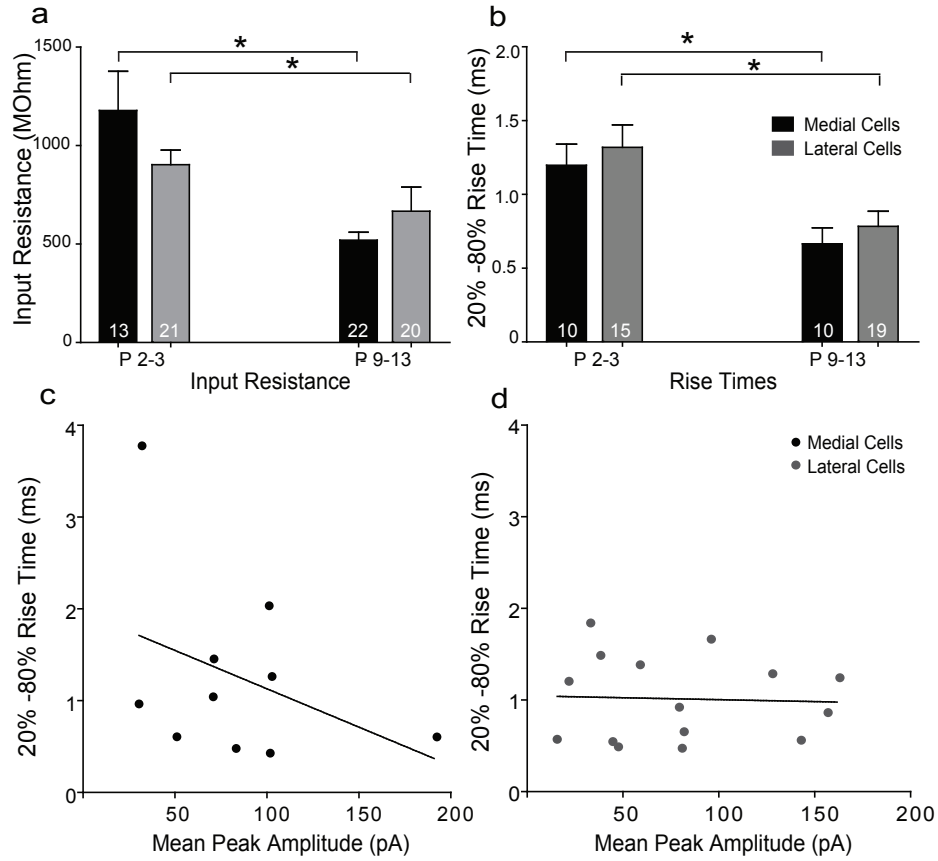 a
Input Resistance (MOhm)
1500
1000
500
0
*
*
13
21
22
20
P 2-3
P 9-13
Input Resistance
b
20% -80% Rise Time (ms)
2.0
1.5
1.0
0.5
0
*
*
Medial Cells
Lateral Cells
10
15
10
19
P 2-3
P 9-13
Rise Times
c
20% -80% Rise Time (ms)
4
3
2
1
0
50 100 150 200
Mean Peak Amplitude (pA)
d
20% -80% Rise Time (ms)
4
3
2
1
0
Medial Cells
Lateral Cells
50 100 150 200
Mean Peak Amplitude (pA)